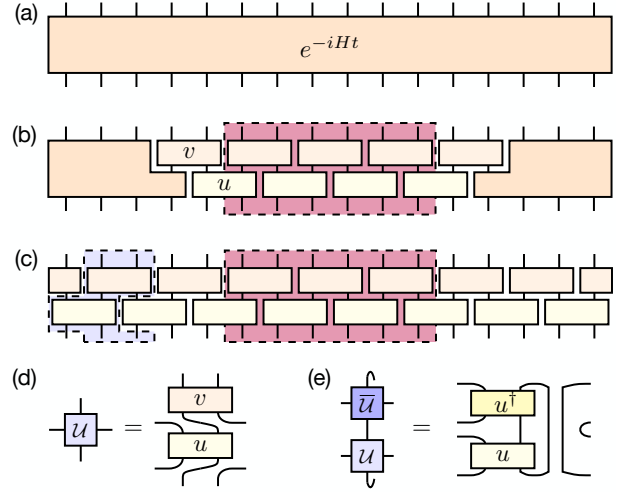 (a)
e^{-iHt}
(b)
v
u
(c)
(d)
𝒰 = v u
(e)
𝒰̅
𝒰 = u† u